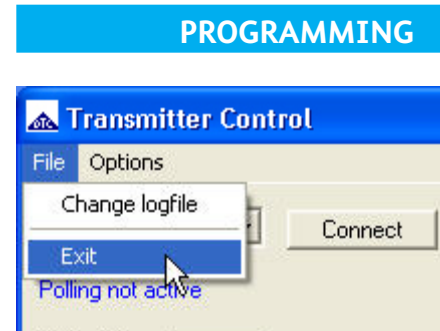 PROGRAMMING
Transmitter Control
File Options
Change logfile
Connect
Exit
Polling not active